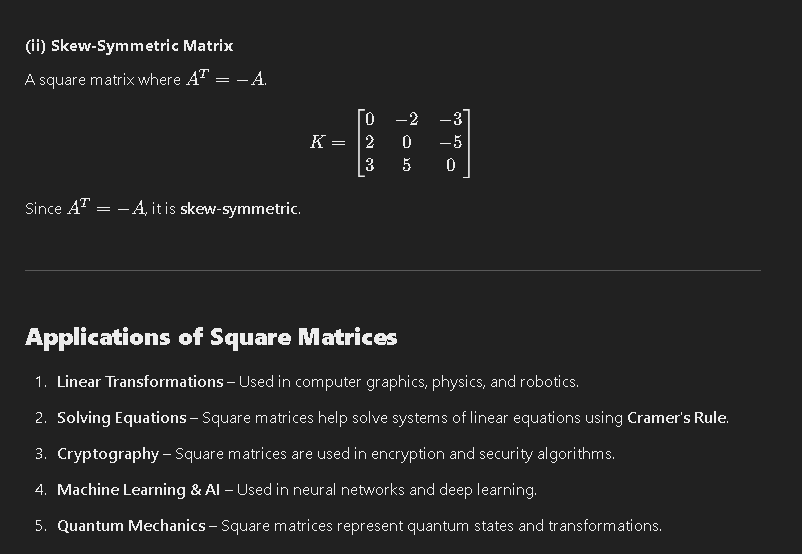 (ii) Skew-Symmetric Matrix
A square matrix where A^T = −A.
0 −2 −3
K = 2 0 −5
3 5 0
Since A^T = −A, it is skew-symmetric.
Applications of Square Matrices
1. Linear Transformations – Used in computer graphics, physics, and robotics.
2. Solving Equations – Square matrices help solve systems of linear equations using Cramer's Rule.
3. Cryptography – Square matrices are used in encryption and security algorithms.
4. Machine Learning & AI – Used in neural networks and deep learning.
5. Quantum Mechanics – Square matrices represent quantum states and transformations.